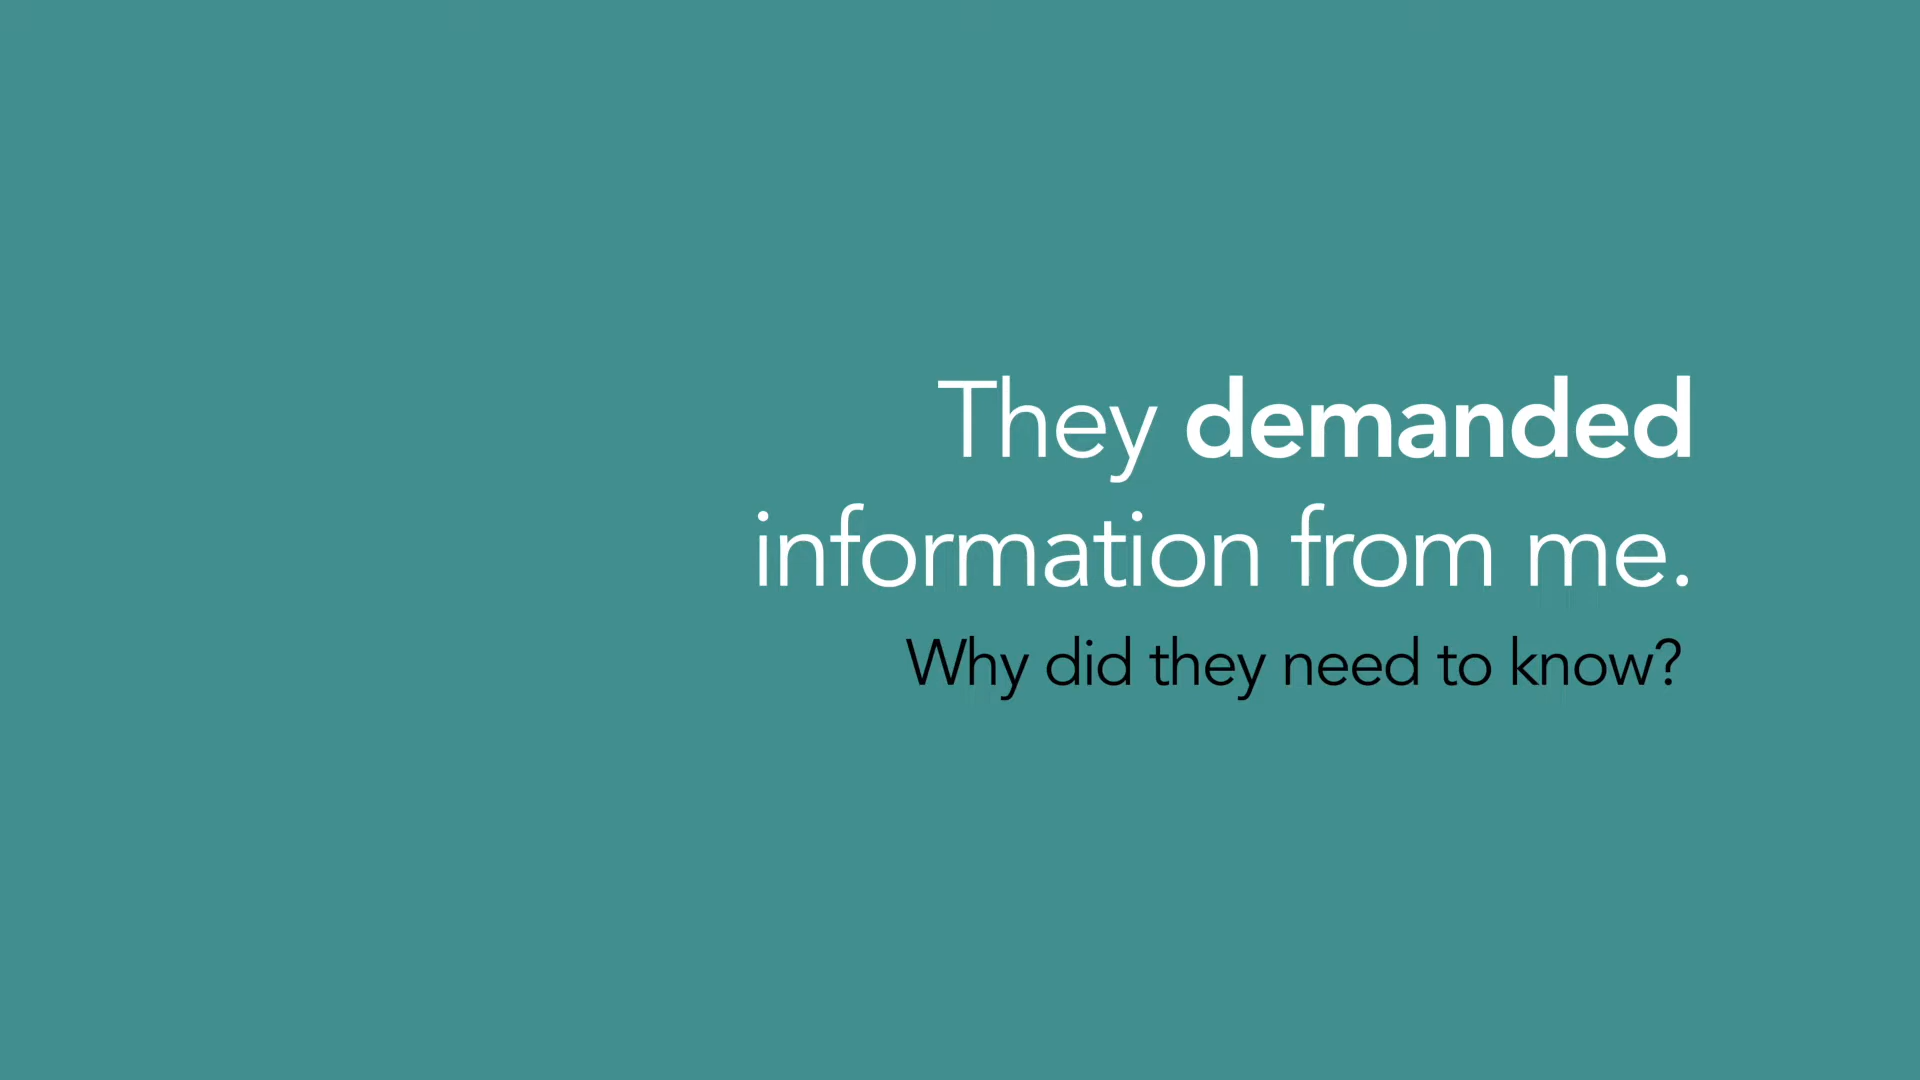 They demanded
information from me.
Why did they need to know?